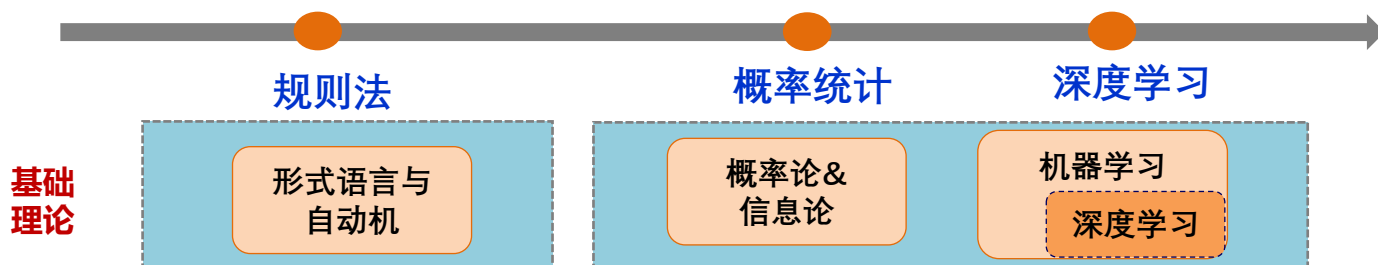 规则法
概率统计
深度学习
基础
理论
形式语言与
自动机
概率论&
信息论
机器学习
深度学习